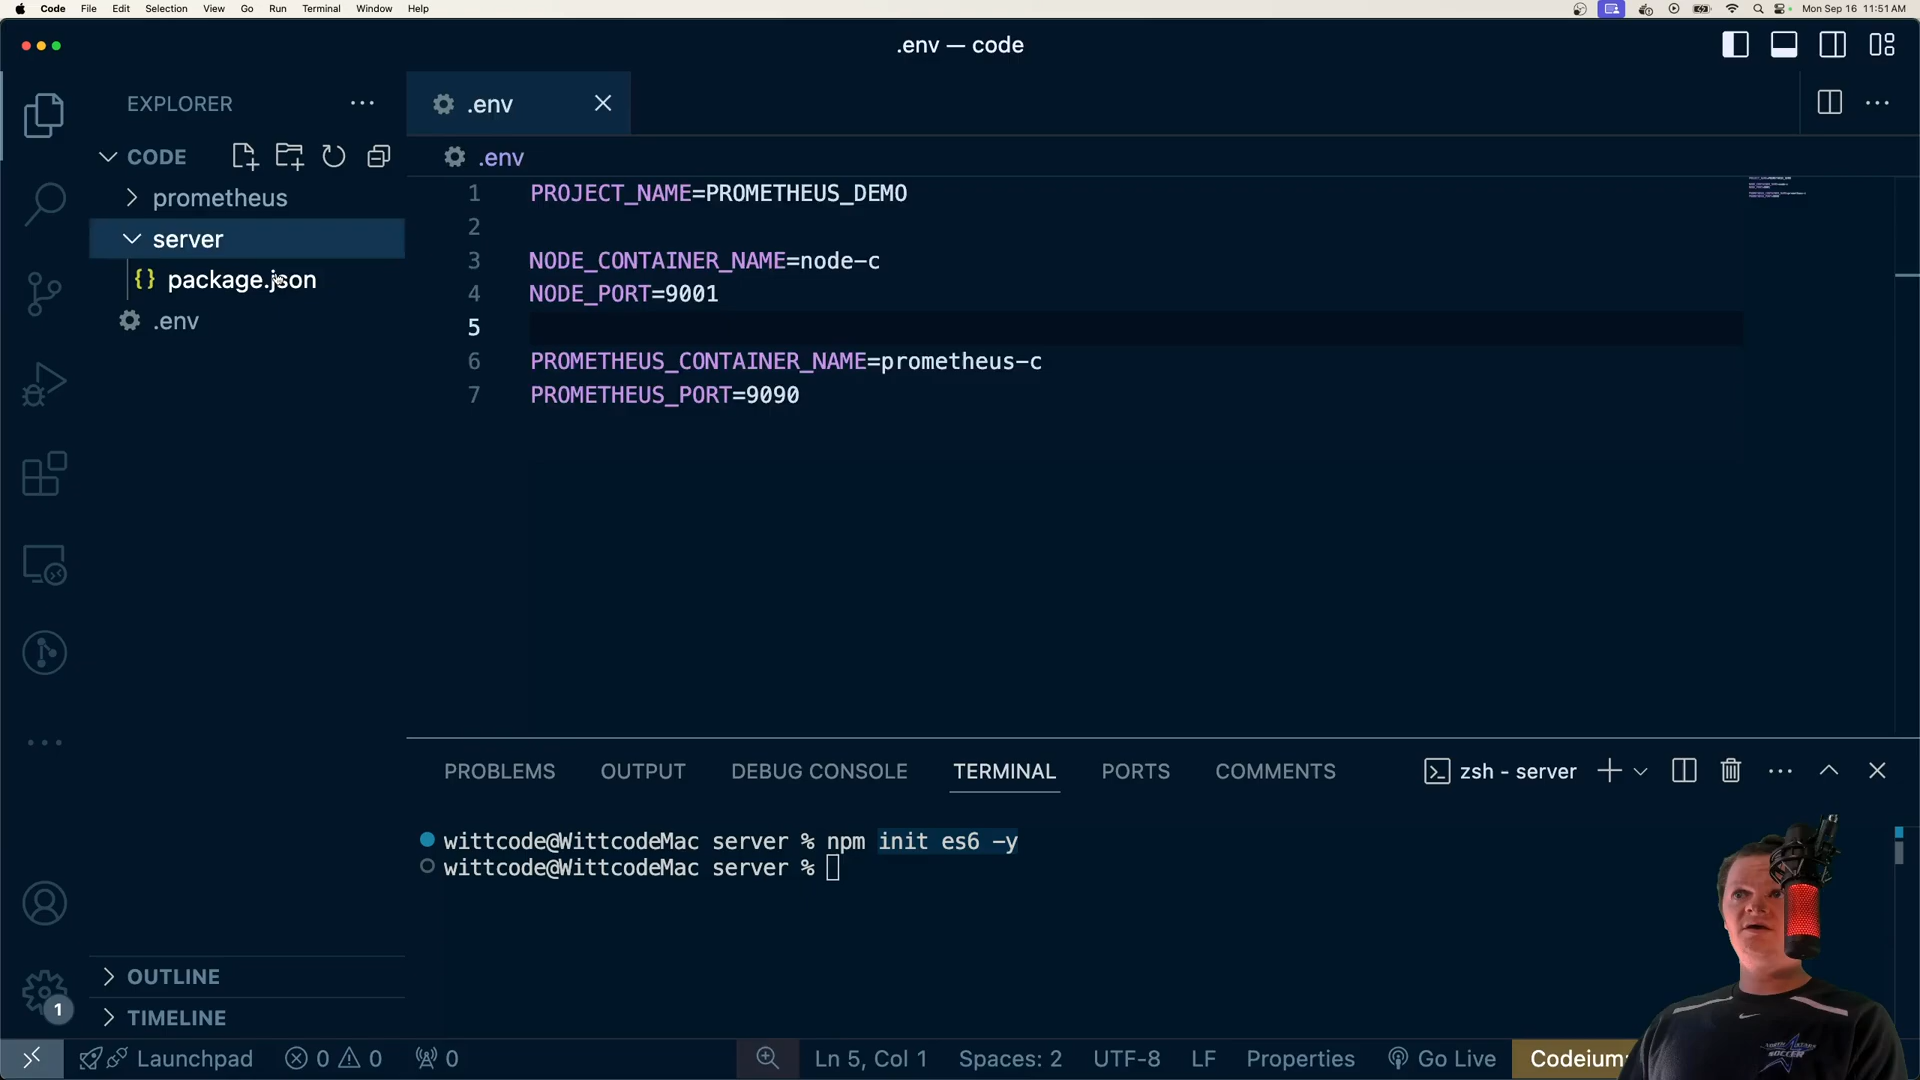 Code File Edit Selection View Go Run Terminal Window Help
Mon Sep 16 11:51 AM
.env — code
EXPLORER
.env
CODE
.env
prometheus
server
package.json
.env
1 PROJECT_NAME=PROMETHEUS_DEMO
2
3 NODE_CONTAINER_NAME=node-c
4 NODE_PORT=9001
5
6 PROMETHEUS_CONTAINER_NAME=prometheus-c
7 PROMETHEUS_PORT=9090
PROBLEMS OUTPUT DEBUG CONSOLE TERMINAL PORTS COMMENTS
zsh - server
wittcode@WittcodeMac server % npm init es6 -y
wittcode@WittcodeMac server %
OUTLINE
1
TIMELINE
Launchpad 0 0 0 Ln 5, Col 1 Spaces: 2 UTF-8 LF Properties Go Live Codeium: